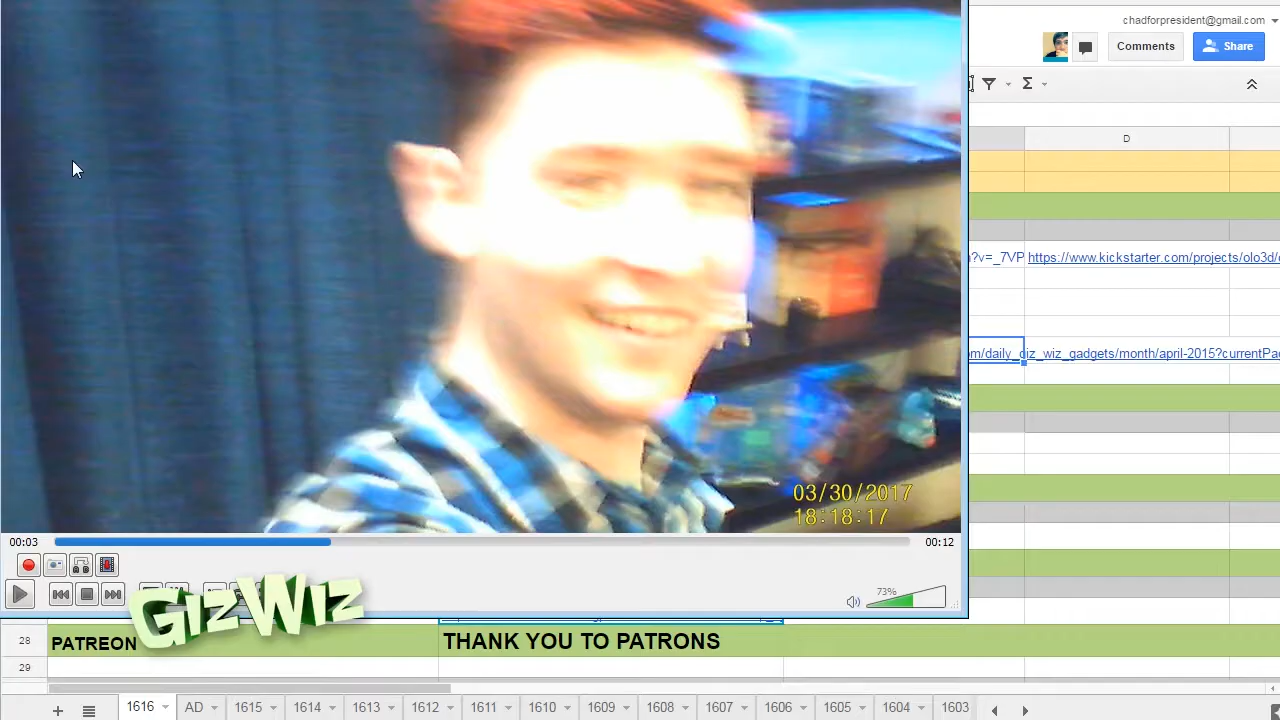 chadforpresident@gmail.com
Comments
Share
Σ
D
?v=_7VP https://www.kickstarter.com/projects/olo3d/
om/daily_giz_wiz_gadgets/month/april-2015?currentPa
03/30/2017
18:18:17
00:03
00:12
73%
GizWiz
28 PATREON THANK YOU TO PATRONS
29
1616 AD 1615 1614 1613 1612 1611 1610 1609 1608 1607 1606 1605 1604 1603